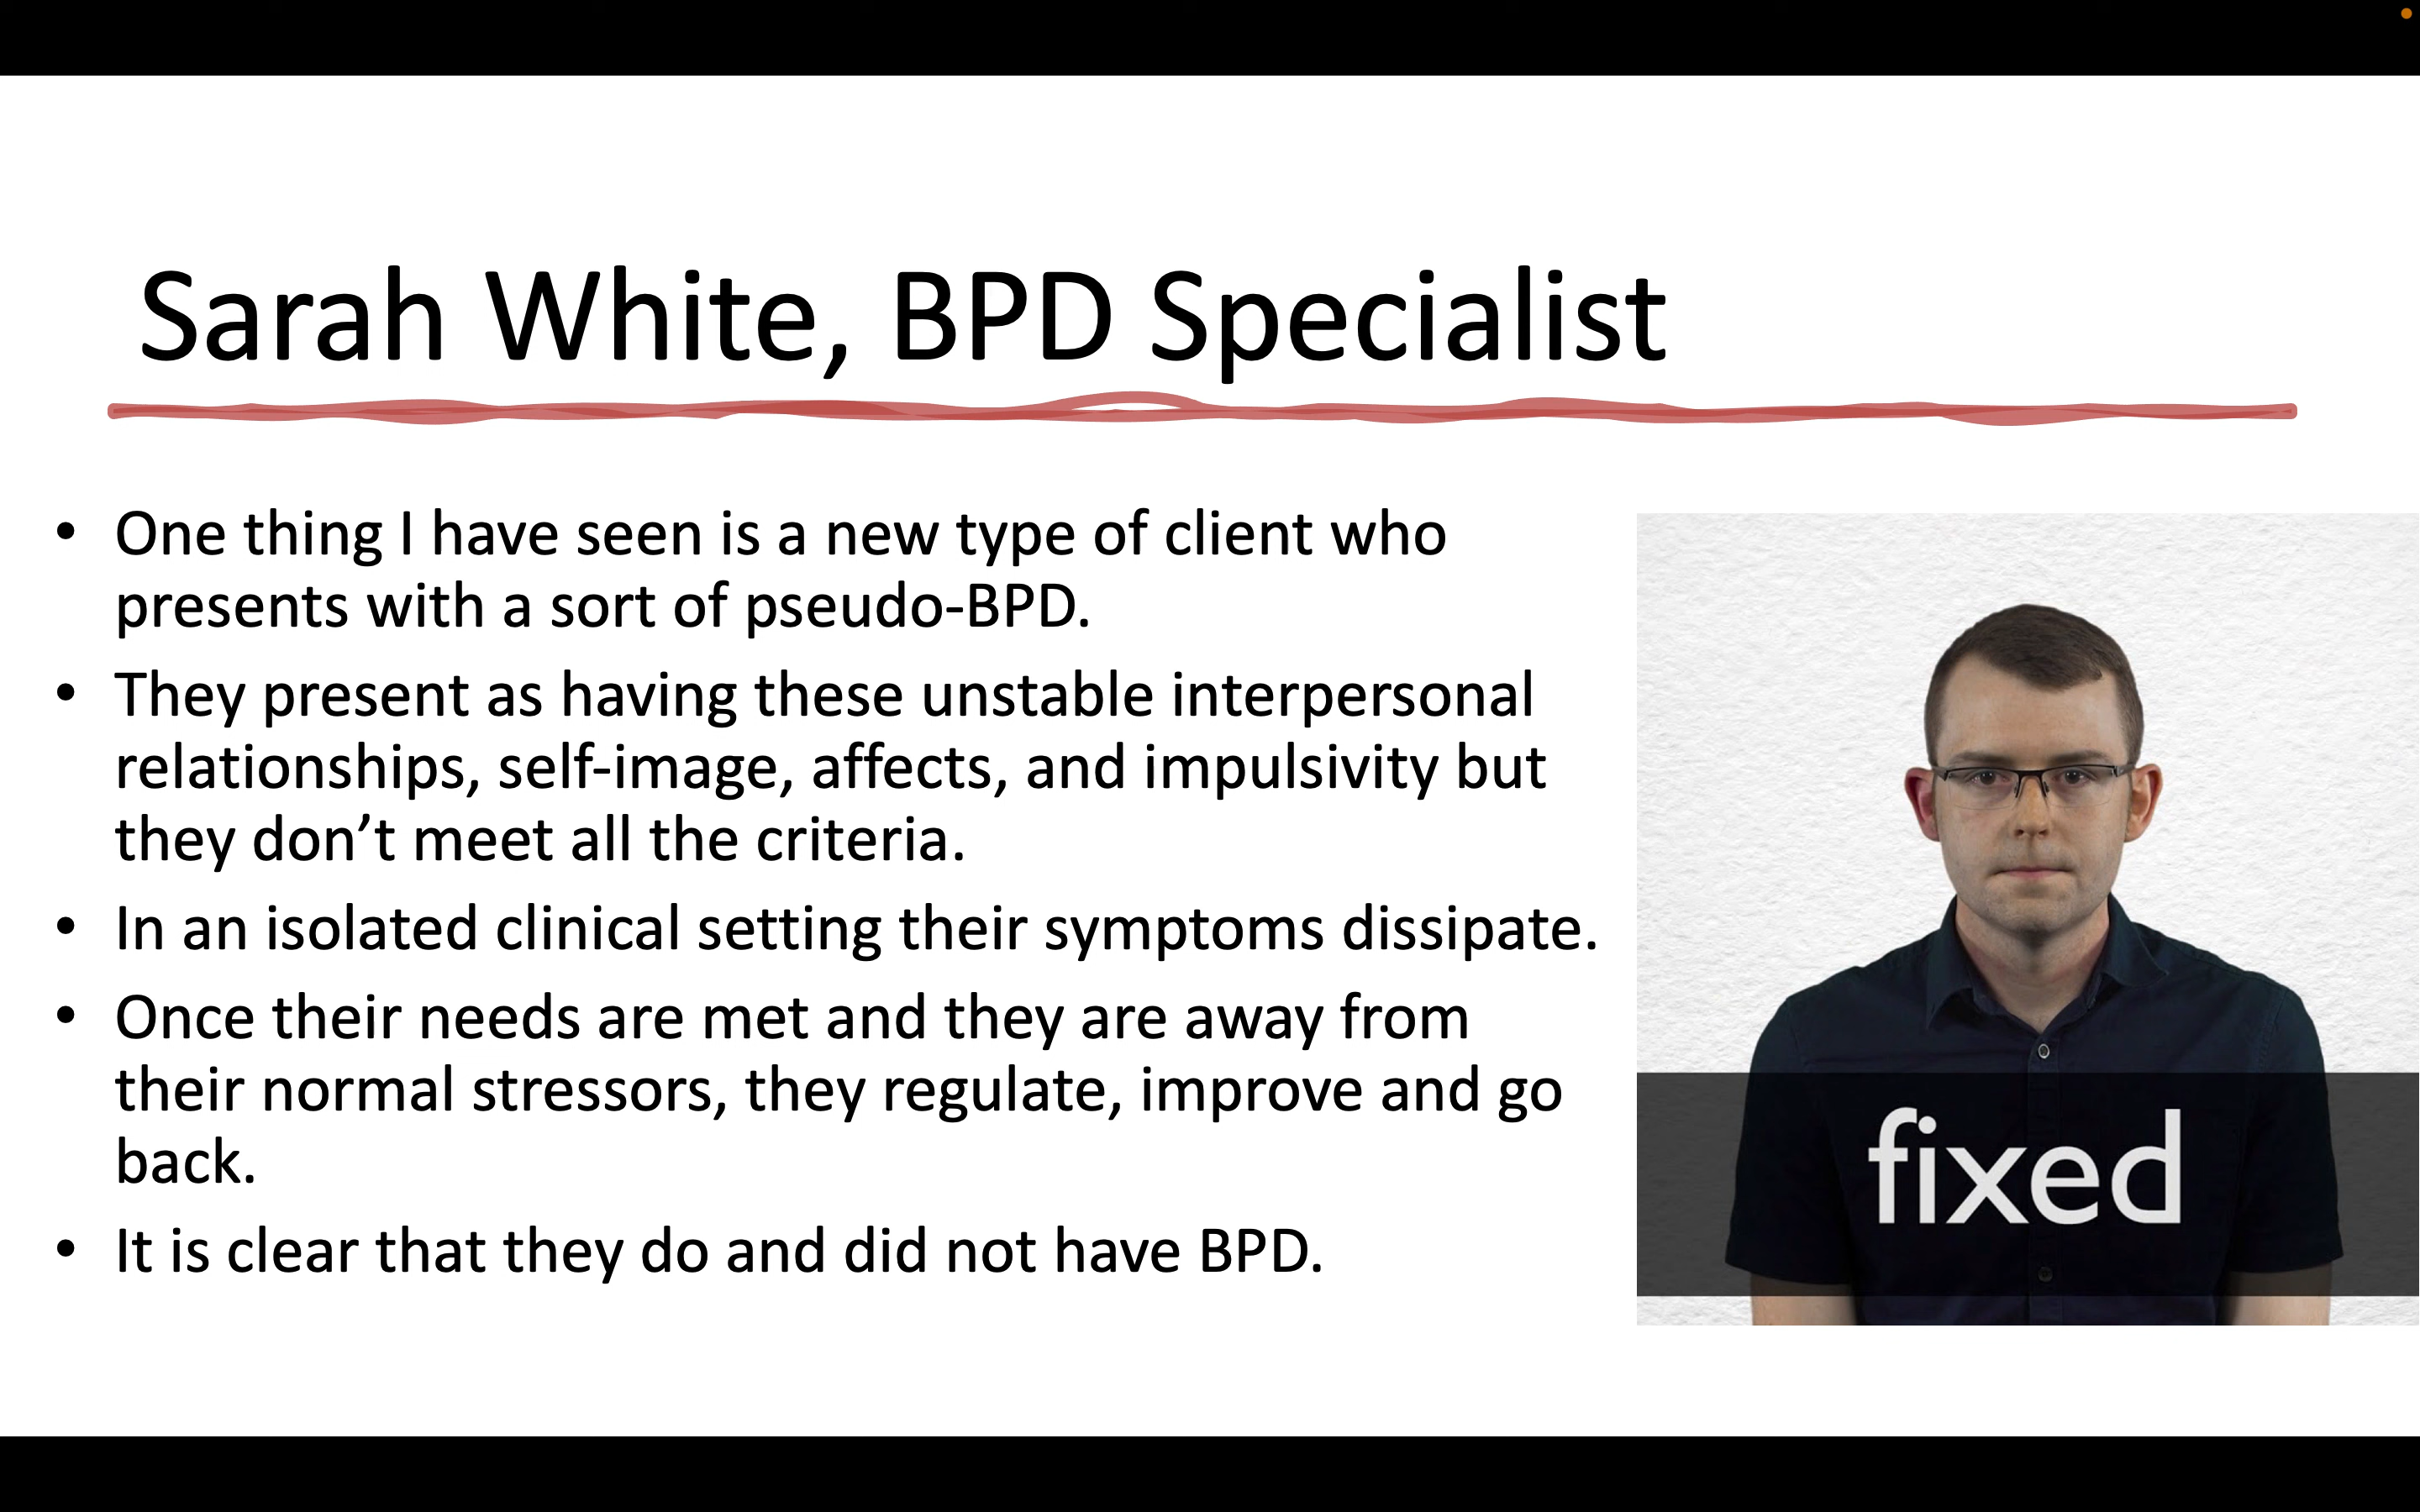 Sarah White, BPD Specialist
• One thing I have seen is a new type of client who
presents with a sort of pseudo-BPD.
• They present as having these unstable interpersonal
relationships, self-image, affects, and impulsivity but
they don’t meet all the criteria.
• In an isolated clinical setting their symptoms dissipate.
• Once their needs are met and they are away from
their normal stressors, they regulate, improve and go
back.
• It is clear that they do and did not have BPD.
fixed